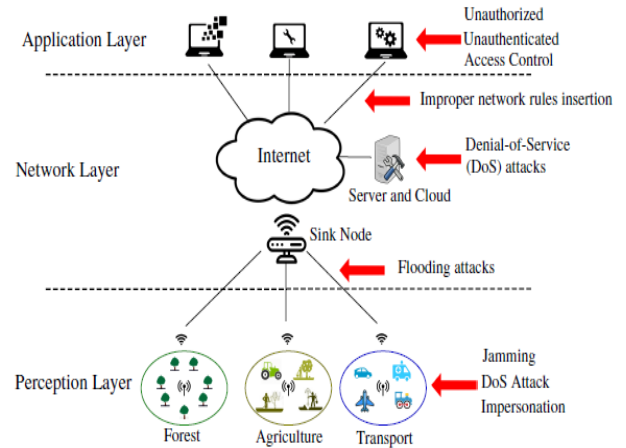 Application Layer
Unauthorized
Unauthenticated
Access Control
Improper network rules insertion
Network Layer
Internet
Denial-of-Service
(DoS) attacks
Server and Cloud
Sink Node
Flooding attacks
Perception Layer
Jamming
DoS Attack
Impersonation
Forest
Agriculture
Transport